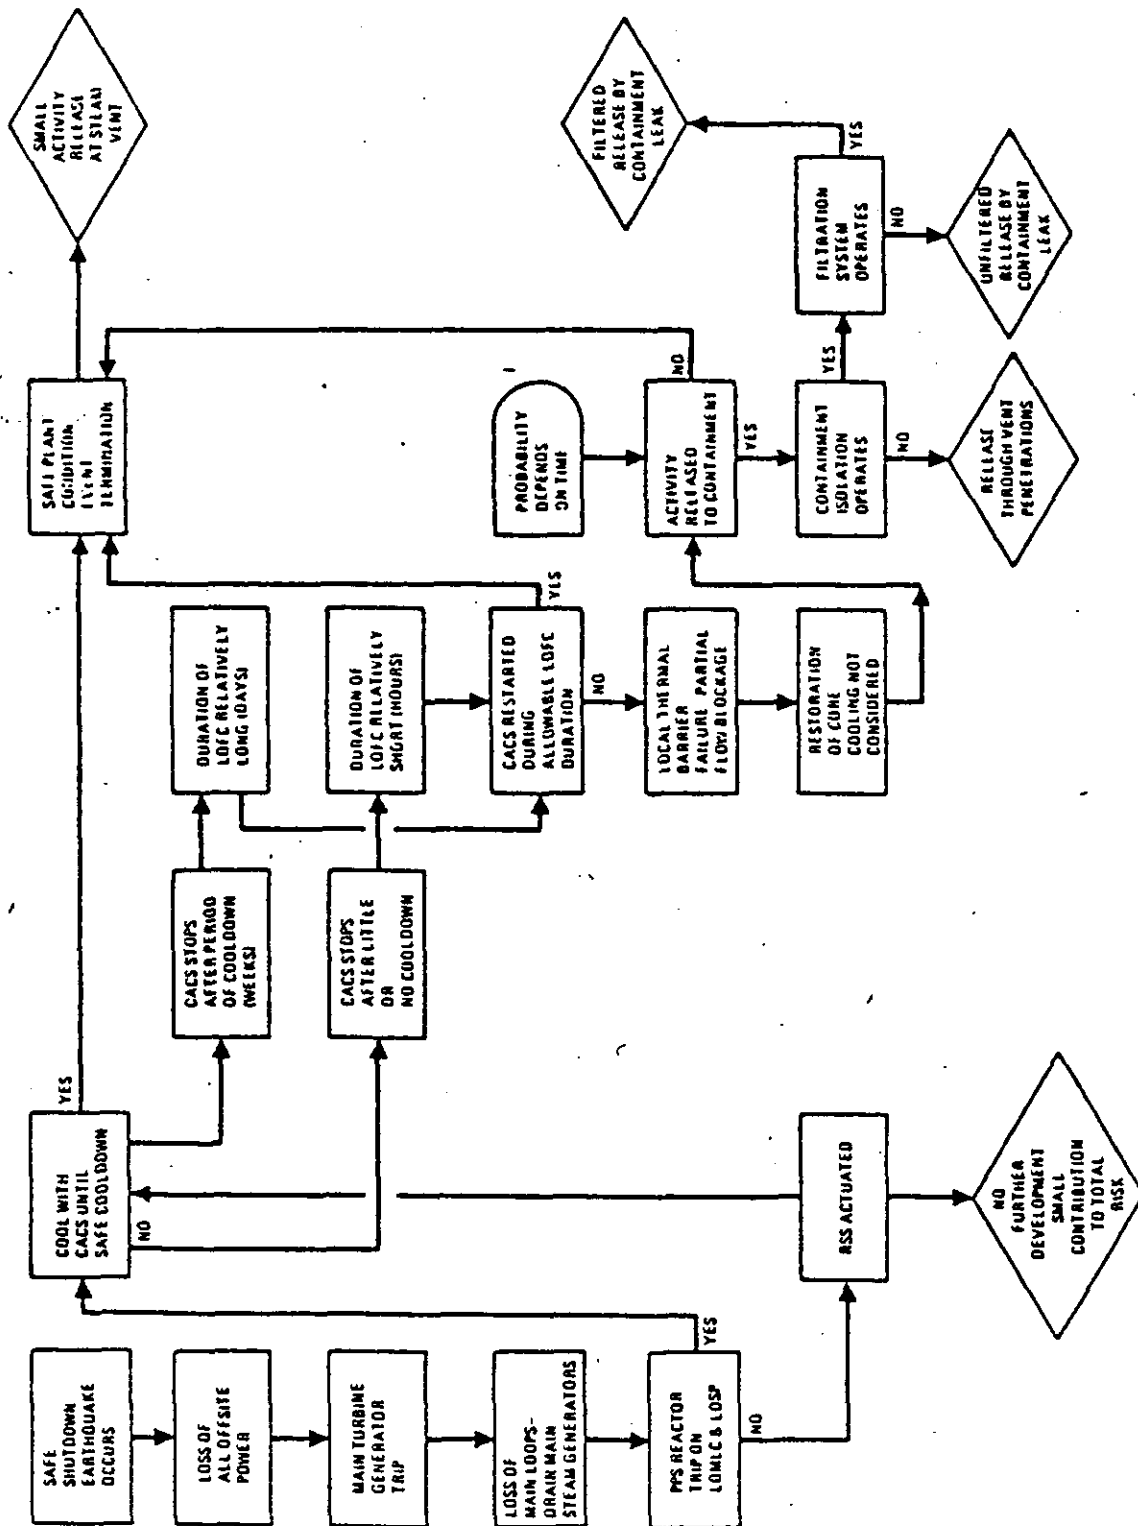 SAFE
SHUTDOWN
EARTHQUAKE
OCCURS
LOSS OF
ALL OFFSITE
POWER
MAIN TURBINE
GENERATOR
TRIP
LOSS OF
MAIN LOOPS-
DRAIN MAIN
STEAM GENERATORS
PPS REACTOR
TRIP ON
LOMLC & LOSP
YES
NO
COOL WITH
CACS UNTIL
SAFE COOLDOWN
YES
NO
RSS ACTUATED
NO
FURTHER
DEVELOPMENT
SMALL
CONTRIBUTION
TO TOTAL
RISK
CACS STOPS
AFTER PERIOD
OF COOLDOWN
(WEEKS)
CACS STOPS
AFTER LITTLE
OR
NO COOLDOWN
DURATION OF
LOFC RELATIVELY
LONG (DAYS)
DURATION OF
LOFC RELATIVELY
SHORT (HOURS)
CACS RESTARTED
DURING
ALLOWABLE LOFC
DURATION
YES
NO
LOCAL THERMAL
BARRIER
FAILURE PARTIAL
FLOW BLOCKAGE
RESTORATION
OF CORE
COOLING NOT
CONSIDERED
SAFE PLANT
CONDITION
EVENT
TERMINATION
PROBABILITY
DEPENDS
ON TIME
ACTIVITY
RELEASED
TO CONTAINMENT
NO
YES
CONTAINMENT
ISOLATION
OPERATES
YES
NO
RELEASE
THROUGH VENT
PENETRATIONS
FILTRATION
SYSTEM
OPERATES
YES
NO
UNFILTERED
RELEASE BY
CONTAINMENT
LEAK
FILTERED
RELEASE BY
CONTAINMENT
LEAK
SMALL
ACTIVITY
RELEASE
AT STEAM
VENT